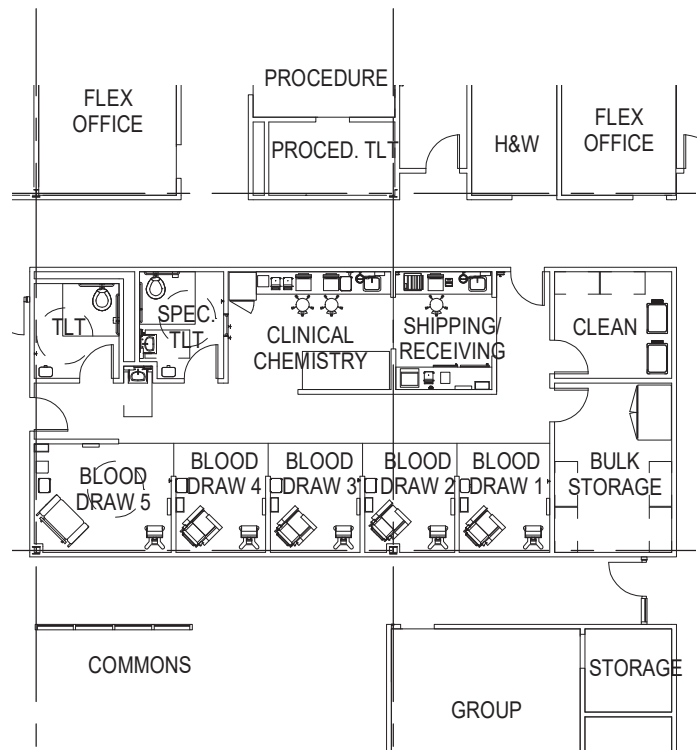 PROCEDURE
FLEX
OFFICE
PROCED. TLT
H&W
FLEX
OFFICE
TLT
SPEC.
TLT
CLINICAL
CHEMISTRY
SHIPPING/
RECEIVING
CLEAN
BLOOD
DRAW 5
BLOOD
DRAW 4
BLOOD
DRAW 3
BLOOD
DRAW 2
BLOOD
DRAW 1
BULK
STORAGE
COMMONS
STORAGE
GROUP